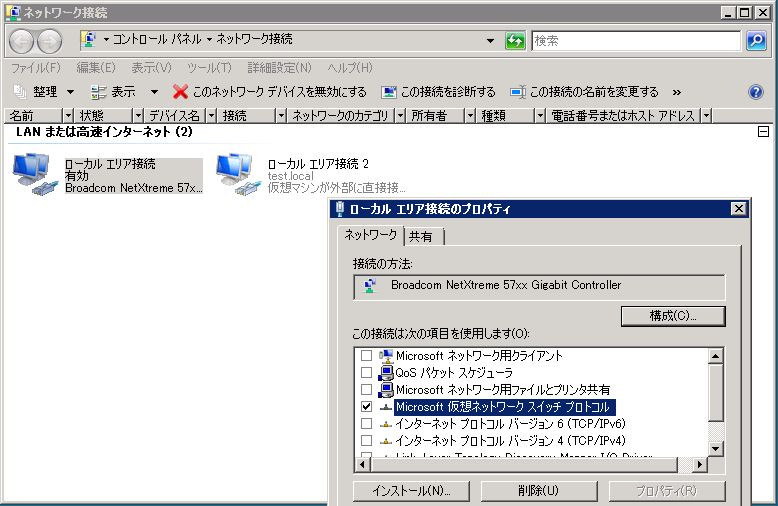 ネットワーク接続
コントロール パネル ネットワーク接続
検索
ファイル(F) 編集(E) 表示(V) ツール(T) 詳細設定(N) ヘルプ(H)
整理 表示 このネットワーク デバイスを無効にする この接続を診断する この接続の名前を変更する »
名前 状態 デバイス名 接続 ネットワークのカテゴリ 所有者 種類 電話番号またはホスト アドレス
LAN または高速インターネット (2)
ローカル エリア接続
有効
Broadcom NetXtreme 57x...
ローカル エリア接続 2
test.local
仮想マシンが外部に直接接...
ローカル エリア接続のプロパティ
ネットワーク 共有
接続の方法:
Broadcom NetXtreme 57xx Gigabit Controller
構成(C)...
この接続は次の項目を使用します(O):
Microsoft ネットワーク用クライアント
QoS パケット スケジューラ
Microsoft ネットワーク用ファイルとプリンタ共有
Microsoft 仮想ネットワーク スイッチ プロトコル
インターネット プロトコル バージョン 6 (TCP/IPv6)
インターネット プロトコル バージョン 4 (TCP/IPv4)
Link-Layer Topology Discovery Mapper I/O Driver
インストール(N)... 削除(U) プロパティ(R)